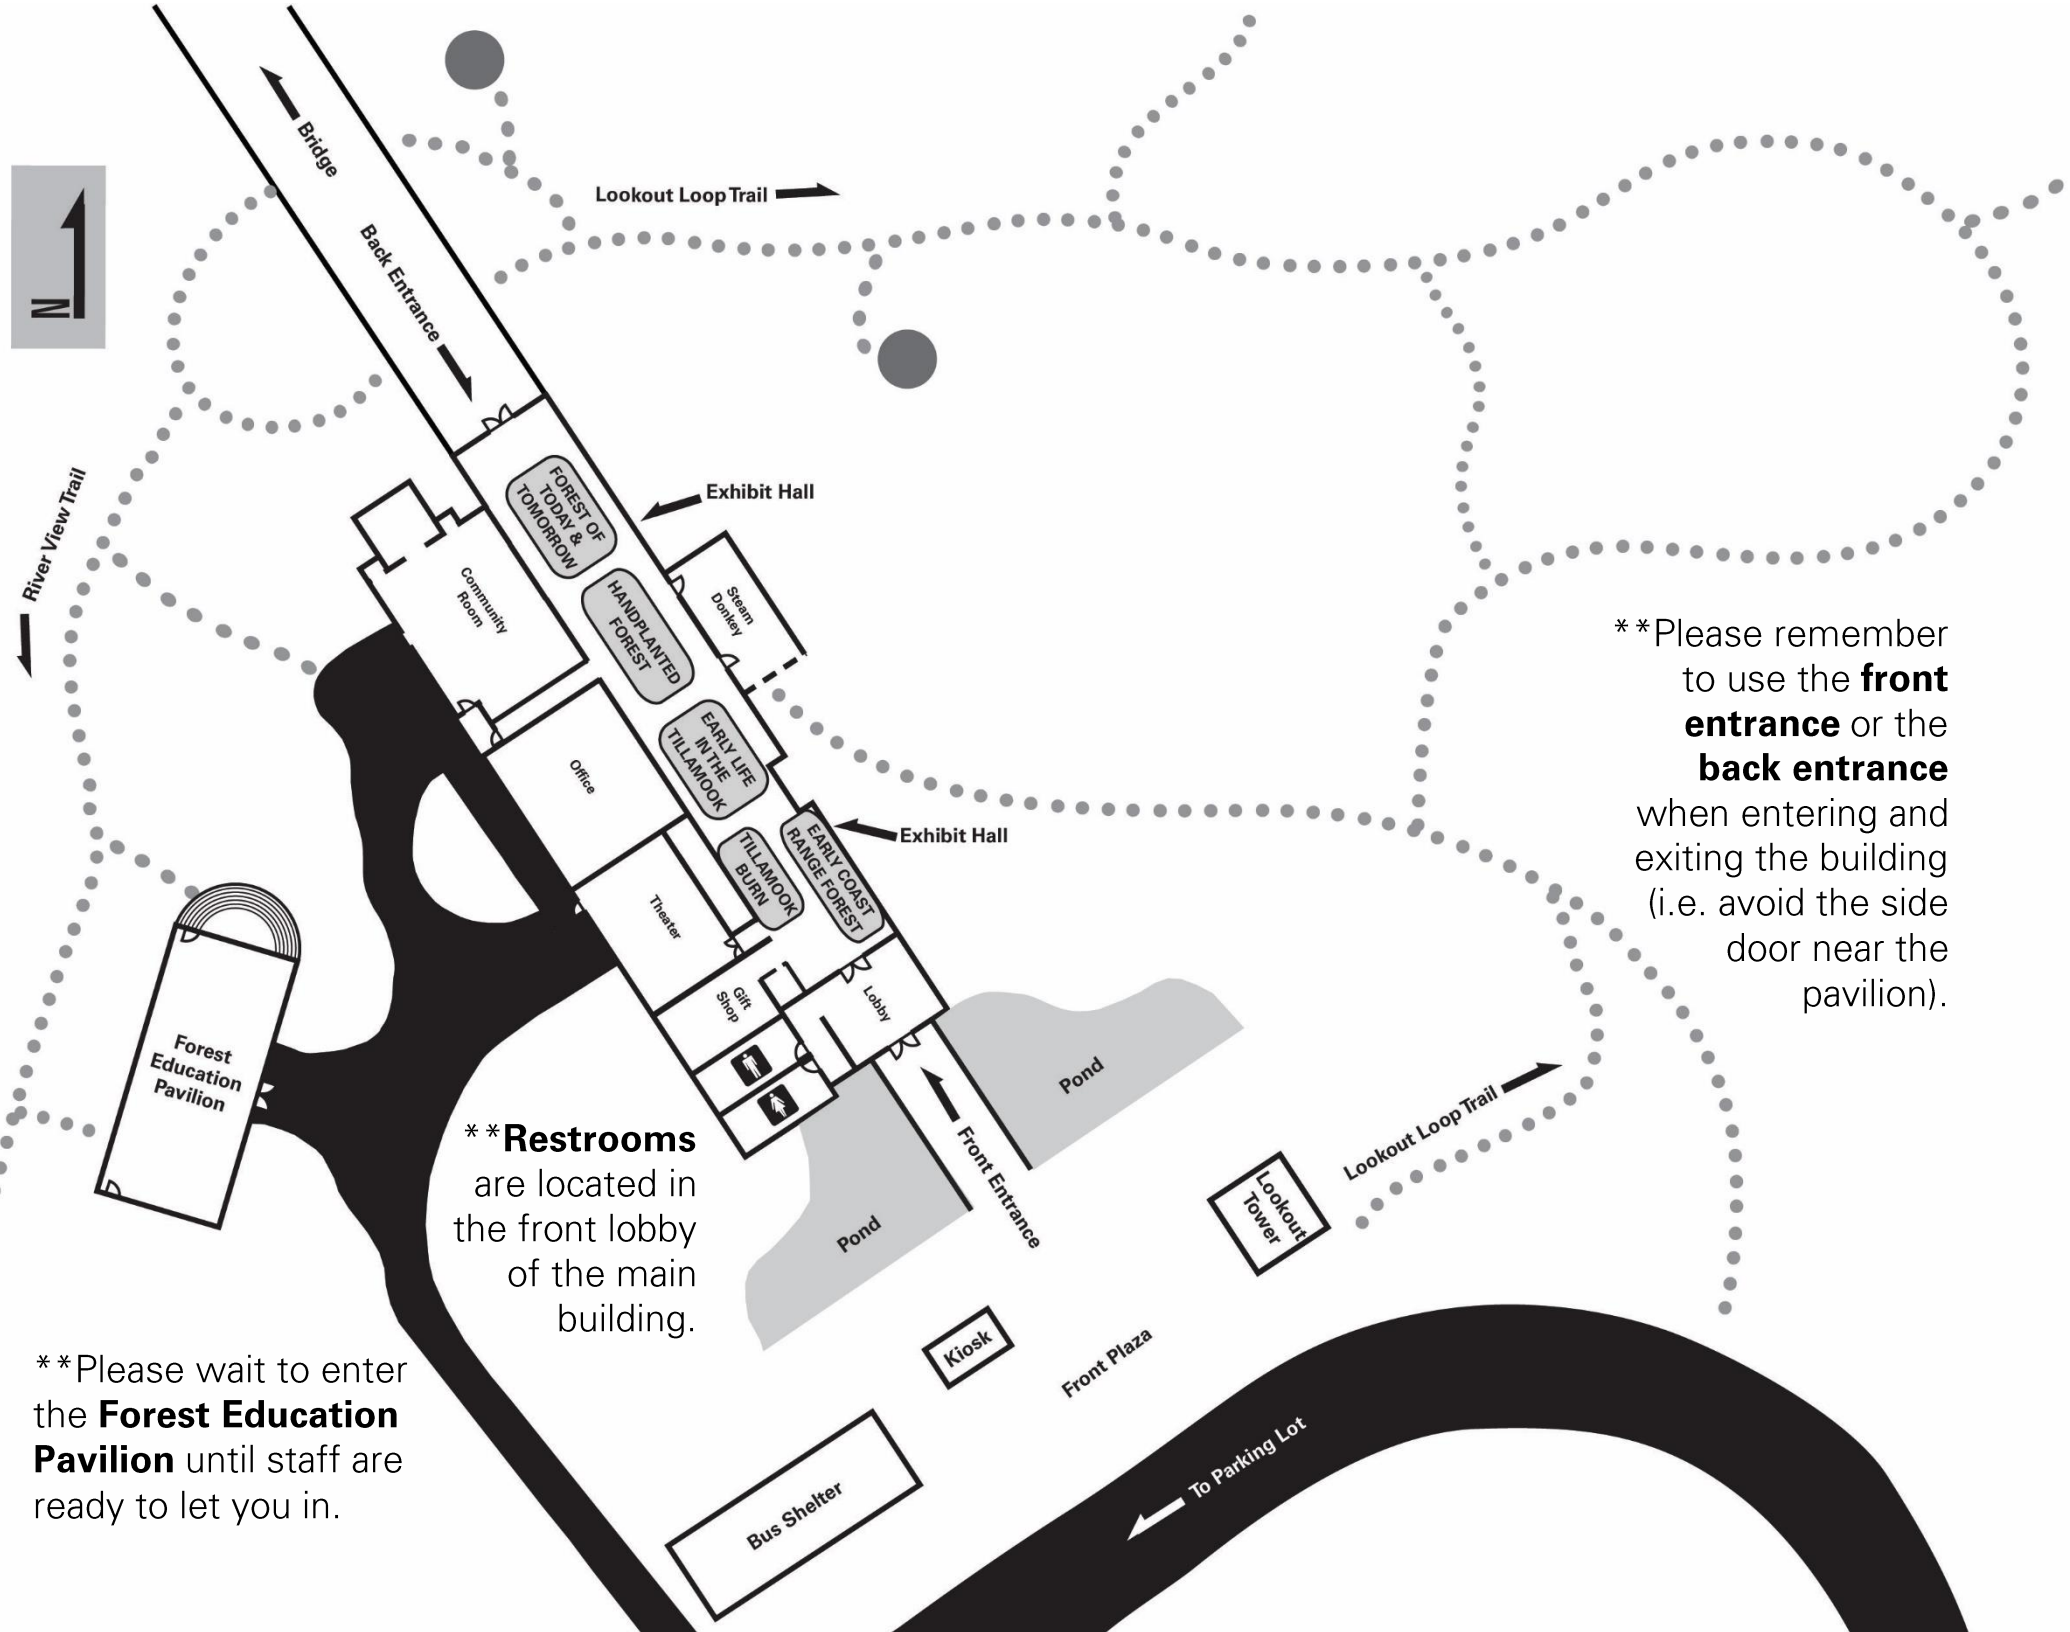 Bridge
Back Entrance
Lookout Loop Trail
N
River View Trail
Exhibit Hall
FOREST OF
TODAY &
TOMORROW
Community
Room
HANDPLANTED
FOREST
Steam
Donkey
EARLY LIFE
IN THE
TILLAMOOK
Office
Exhibit Hall
TILLAMOOK
BURN
EARLY COAST
RANGE FOREST
Theater
Gift
Shop
Lobby
**Please remember
to use the front
entrance or the
back entrance
when entering and
exiting the building
(i.e. avoid the side
door near the
pavilion).
Forest
Education
Pavilion
Pond
Pond
Front Entrance
Lookout Loop Trail
Lookout
Tower
**Restrooms
are located in
the front lobby
of the main
building.
Kiosk
Front Plaza
**Please wait to enter
the Forest Education
Pavilion until staff are
ready to let you in.
Bus Shelter
To Parking Lot